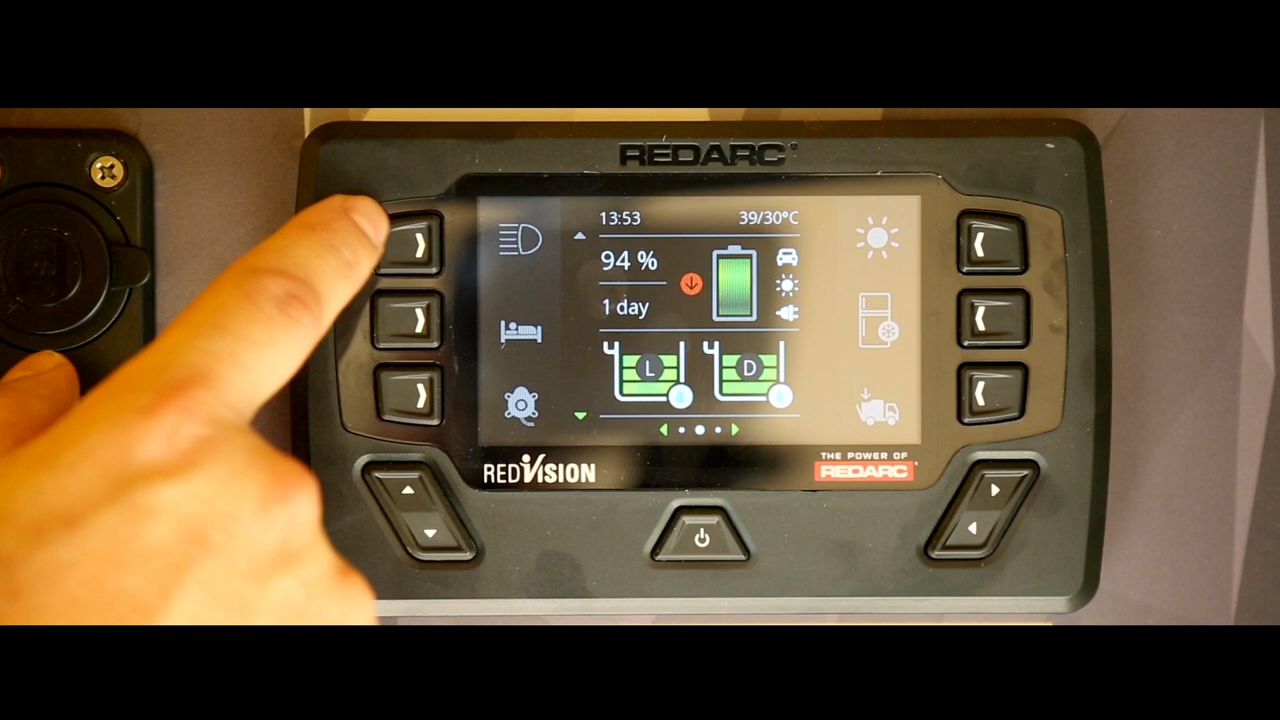 REDARC®
13:53 39/30°C
94 %
1 day
L D
REDVISION
THE POWER OF
REDARC